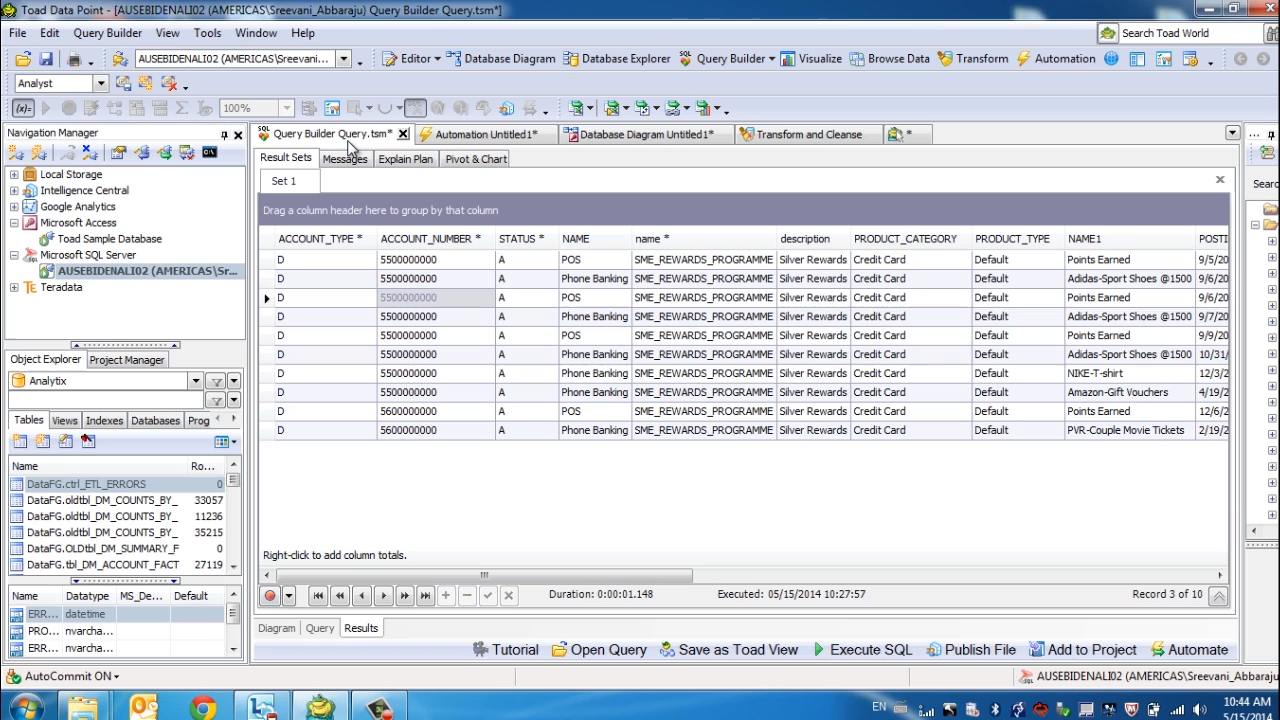 Toad Data Point - [AUSEBIDENALI02 (AMERICAS\Sreevani_Abbaraju) Query Builder Query.tsm*]
File Edit Query Builder View Tools Window Help Search Toad World
AUSEBIDENALI02 (AMERICAS\Sreevani... Editor Database Diagram Database Explorer Query Builder Browse Data Visualize Transform Automation
Analyst
{x}= 100%
Navigation Manager
Query Builder Query.tsm* Automation Untitled1* Database Diagram Untitled1* Transform and Cleanse *
Result Sets Messages Explain Plan Pivot & Chart
Local Storage
Intelligence Central
Google Analytics
Microsoft Access
Toad Sample Database
Microsoft SQL Server
AUSEBIDENALI02 (AMERICAS\Sr...
Teradata
Set 1
Searc
Drag a column header here to group by that column
ACCOUNT_TYPE * ACCOUNT_NUMBER * STATUS * NAME name * description PRODUCT_CATEGORY PRODUCT_TYPE NAME1 POSTI
D 5500000000 A POS SME_REWARDS_PROGRAMME Silver Rewards Credit Card Default Points Earned 9/5/20
D 5500000000 A Phone Banking SME_REWARDS_PROGRAMME Silver Rewards Credit Card Default Adidas-Sport Shoes @1500 9/6/20
D 5500000000 A POS SME_REWARDS_PROGRAMME Silver Rewards Credit Card Default Points Earned 9/6/20
D 5500000000 A Phone Banking SME_REWARDS_PROGRAMME Silver Rewards Credit Card Default Adidas-Sport Shoes @1500 9/7/20
D 5500000000 A POS SME_REWARDS_PROGRAMME Silver Rewards Credit Card Default Points Earned 9/9/20
D 5500000000 A Phone Banking SME_REWARDS_PROGRAMME Silver Rewards Credit Card Default Adidas-Sport Shoes @1500 10/31/
D 5500000000 A Phone Banking SME_REWARDS_PROGRAMME Silver Rewards Credit Card Default NIKE-T-shirt 12/3/2
D 5500000000 A Phone Banking SME_REWARDS_PROGRAMME Silver Rewards Credit Card Default Amazon-Gift Vouchers 4/19/2
D 5600000000 A POS SME_REWARDS_PROGRAMME Silver Rewards Credit Card Default Points Earned 12/6/2
D 5600000000 A Phone Banking SME_REWARDS_PROGRAMME Silver Rewards Credit Card Default PVR-Couple Movie Tickets 2/19/2
Object Explorer Project Manager
Analytix
Tables Views Indexes Databases Prog
Name Ro...
DataFG.ctrl_ETL_ERRORS 0
DataFG.oldtbl_DM_COUNTS_BY_ 33057
DataFG.oldtbl_DM_COUNTS_BY_ 11236
DataFG.oldtbl_DM_COUNTS_BY_ 35215
DataFG.OLDtbl_DM_SUMMARY_F 0
DataFG.tbl_DM_ACCOUNT_FACT 27119
Name Datatype MS_De... Default
ERR... datetime
PRO... nvarcha...
ERR... nvarcha...
Right-click to add column totals.
Duration: 0:00:01.148 Executed: 05/15/2014 10:27:57 Record 3 of 10
Diagram Query Results
Tutorial Open Query Save as Toad View Execute SQL Publish File Add to Project Automate
AutoCommit ON AUSEBIDENALI02 (AMERICAS\Sreevani_Abbaraju)
EN 10:44 AM
5/15/2014